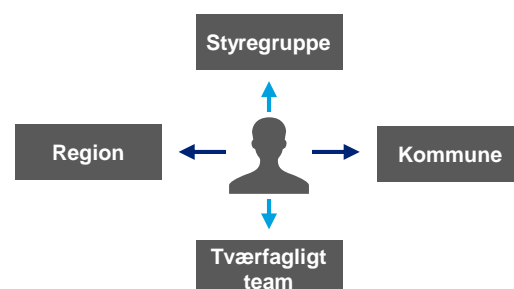 Styregruppe
Region
Kommune
Tværfagligt
team